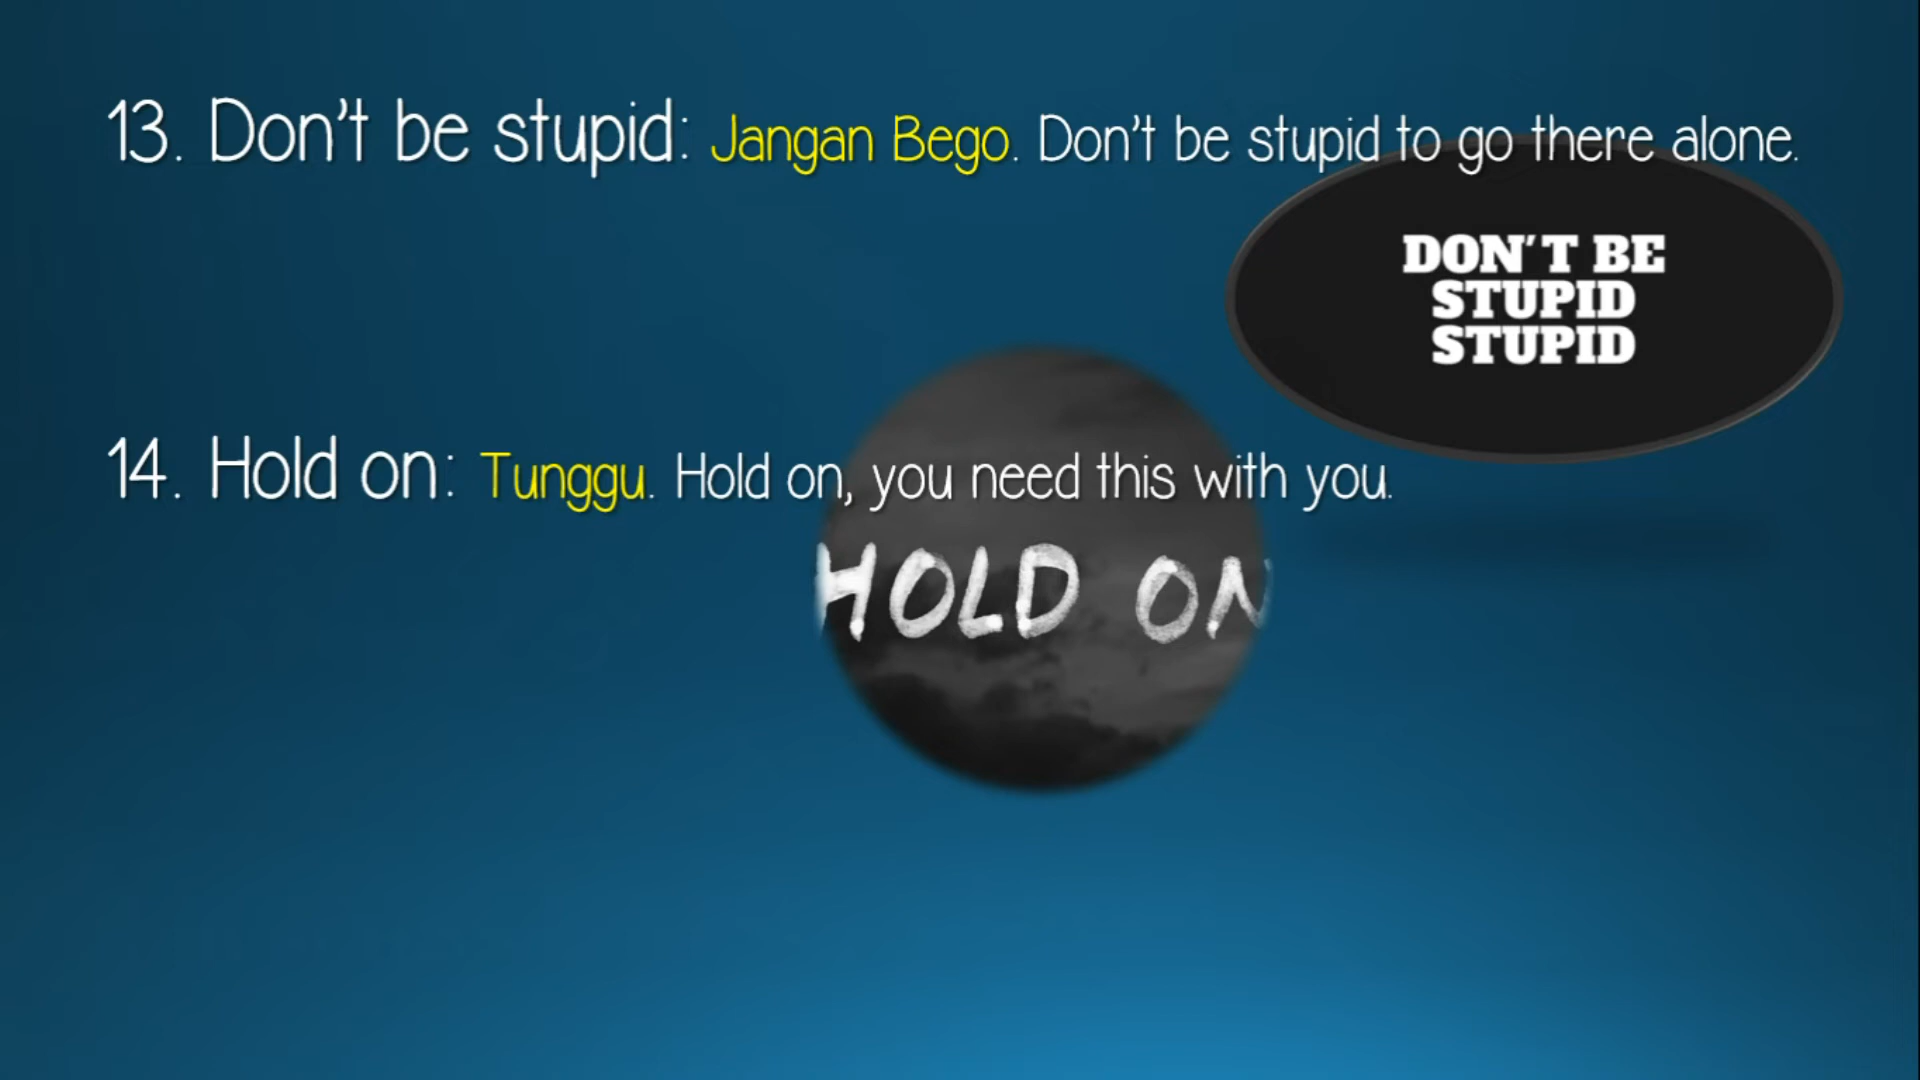 13. Don't be stupid: Jangan Bego. Don't be stupid to go there alone.
DON'T BE
STUPID
STUPID
14. Hold on: Tunggu. Hold on, you need this with you.
HOLD ON